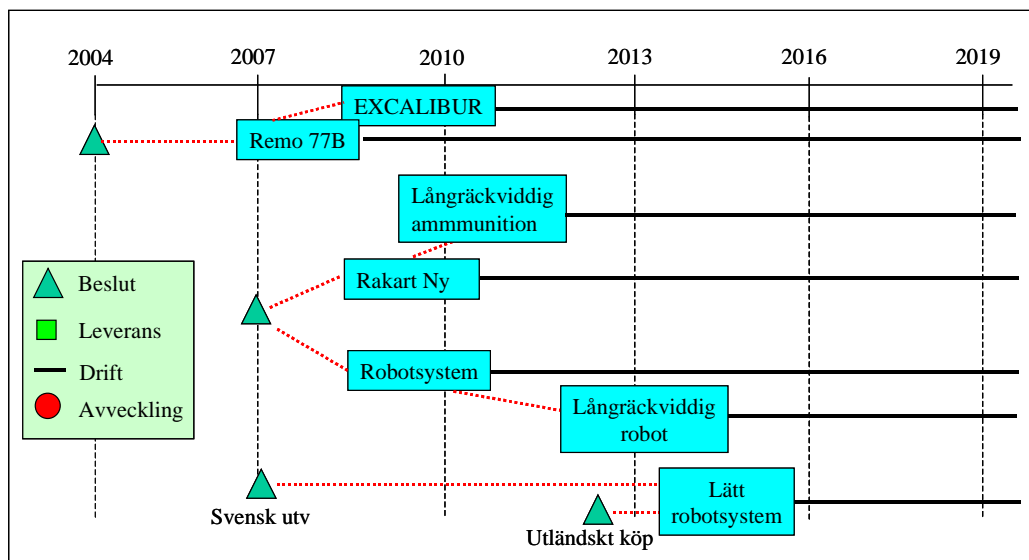 2004 2007 2010 2013 2016 2019
EXCALIBUR
Remo 77B
Långräckviddig
ammmunition
Rakart Ny
Robotsystem
Långräckviddig
robot
Lätt
robotsystem
Svensk utv
Utländskt köp
Beslut
Leverans
Drift
Avveckling